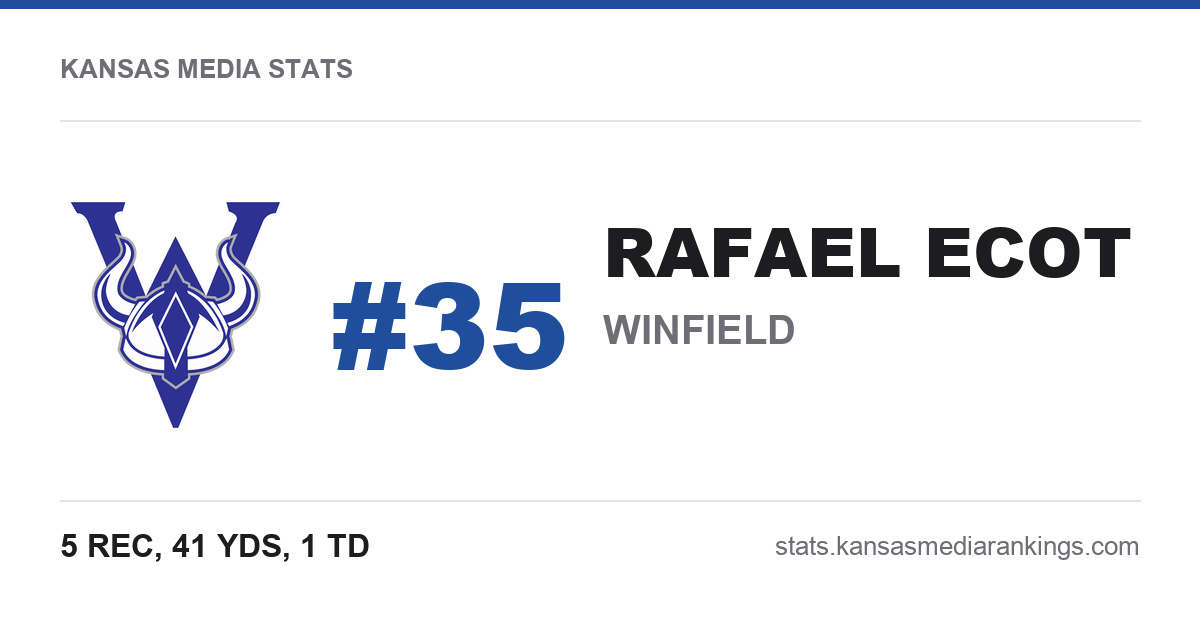 KANSAS MEDIA STATS
#35
RAFAEL ECOT
WINFIELD
5 REC, 41 YDS, 1 TD
stats.kansasmediarankings.com